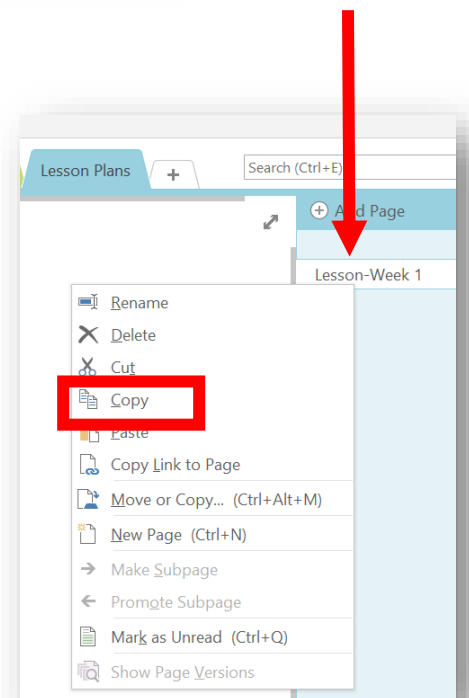 Lesson Plans
+
Search (Ctrl+E)
Add Page
Lesson-Week 1
Rename
Delete
Cut
Copy
Paste
Copy Link to Page
Move or Copy... (Ctrl+Alt+M)
New Page (Ctrl+N)
Make Subpage
Promote Subpage
Mark as Unread (Ctrl+Q)
Show Page Versions